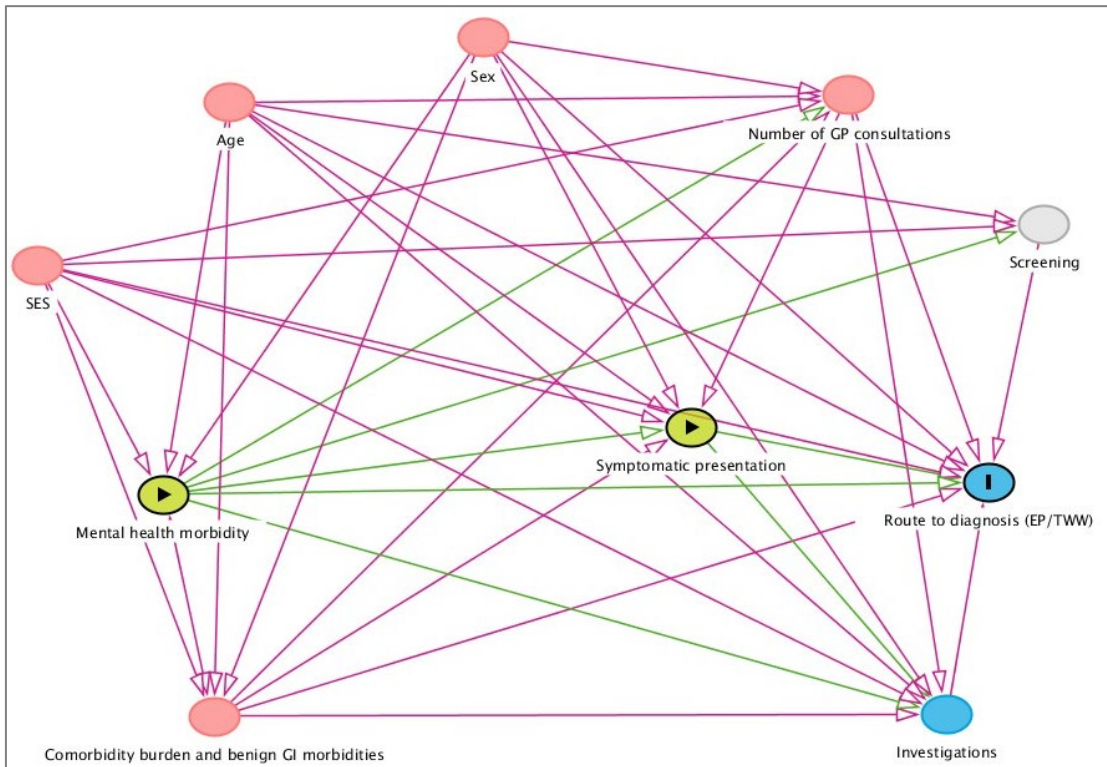 Sex
Age
Number of GP consultations
Screening
SES
Symptomatic presentation
Route to diagnosis (EP/TWW)
Mental health morbidity
Comorbidity burden and benign GI morbidities
Investigations